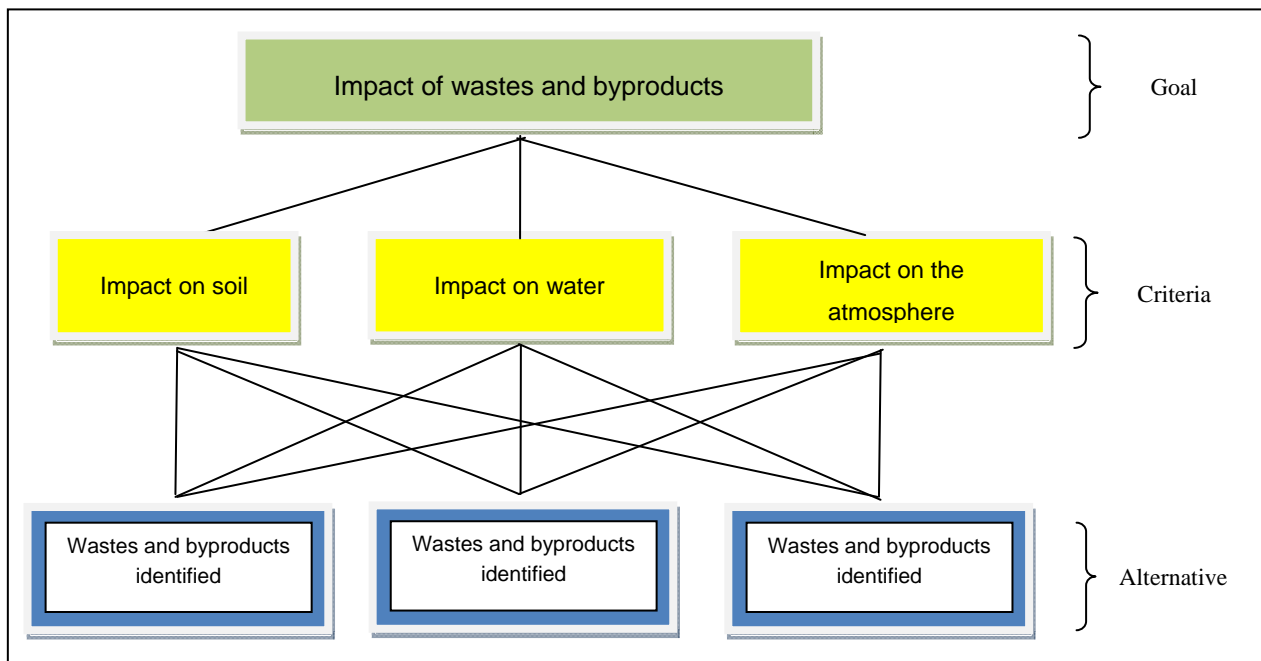 Impact of wastes and byproducts
Goal
Impact on soil
Impact on water
Impact on the
atmosphere
Criteria
Wastes and byproducts
identified
Wastes and byproducts
identified
Wastes and byproducts
identified
Alternative